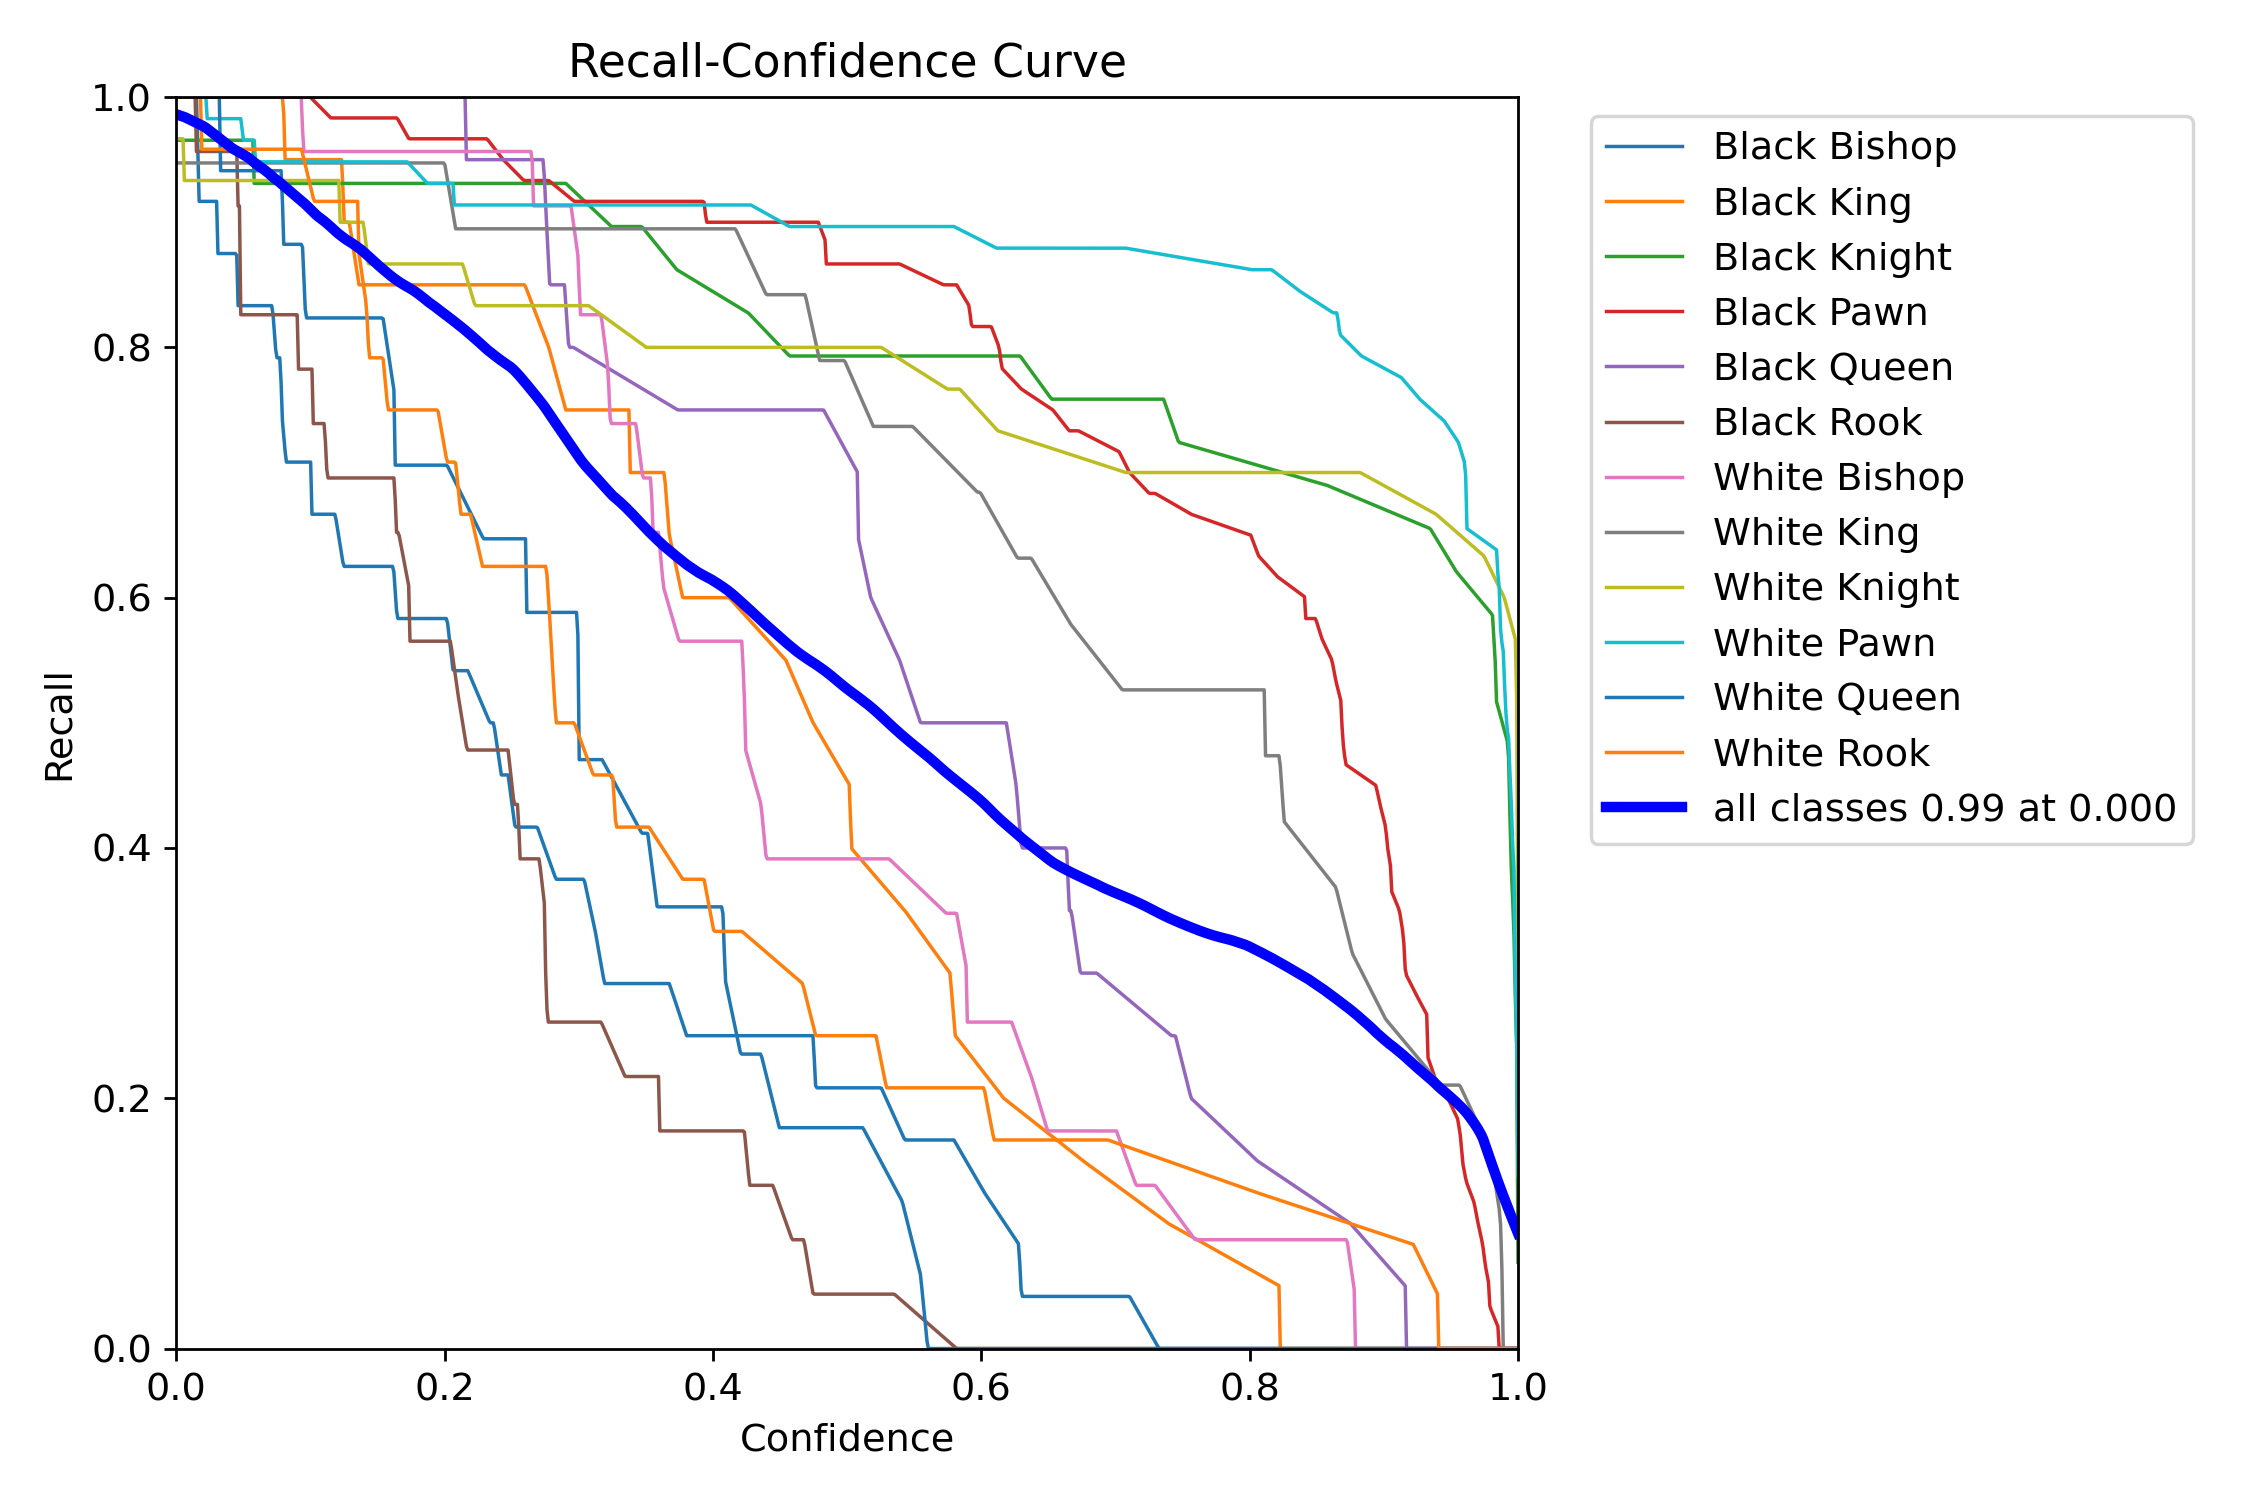 Recall-Confidence Curve
1.0
0.8
0.6
0.4
0.2
0.0
Recall
0.0 0.2 0.4 0.6 0.8 1.0
Confidence
Black Bishop
Black King
Black Knight
Black Pawn
Black Queen
Black Rook
White Bishop
White King
White Knight
White Pawn
White Queen
White Rook
all classes 0.99 at 0.000